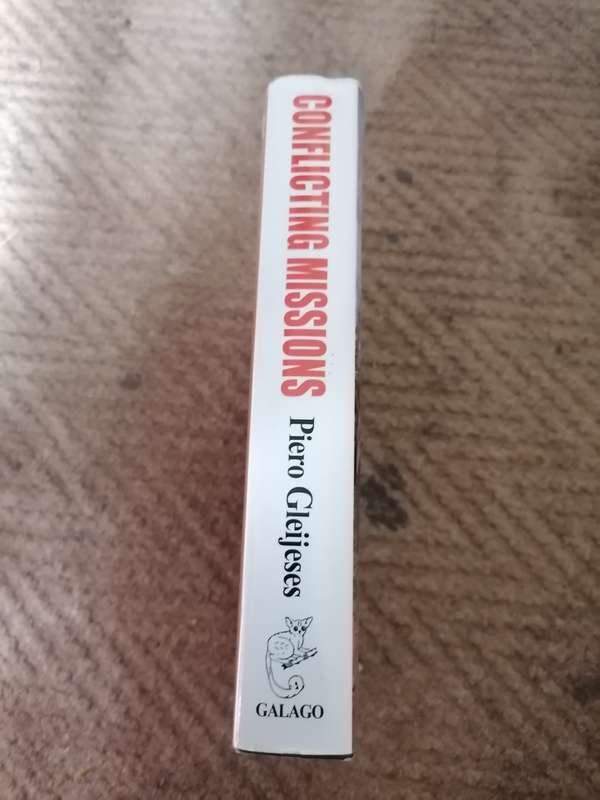 CONFLICTING MISSIONS
Piero Gleijeses
GALAGO